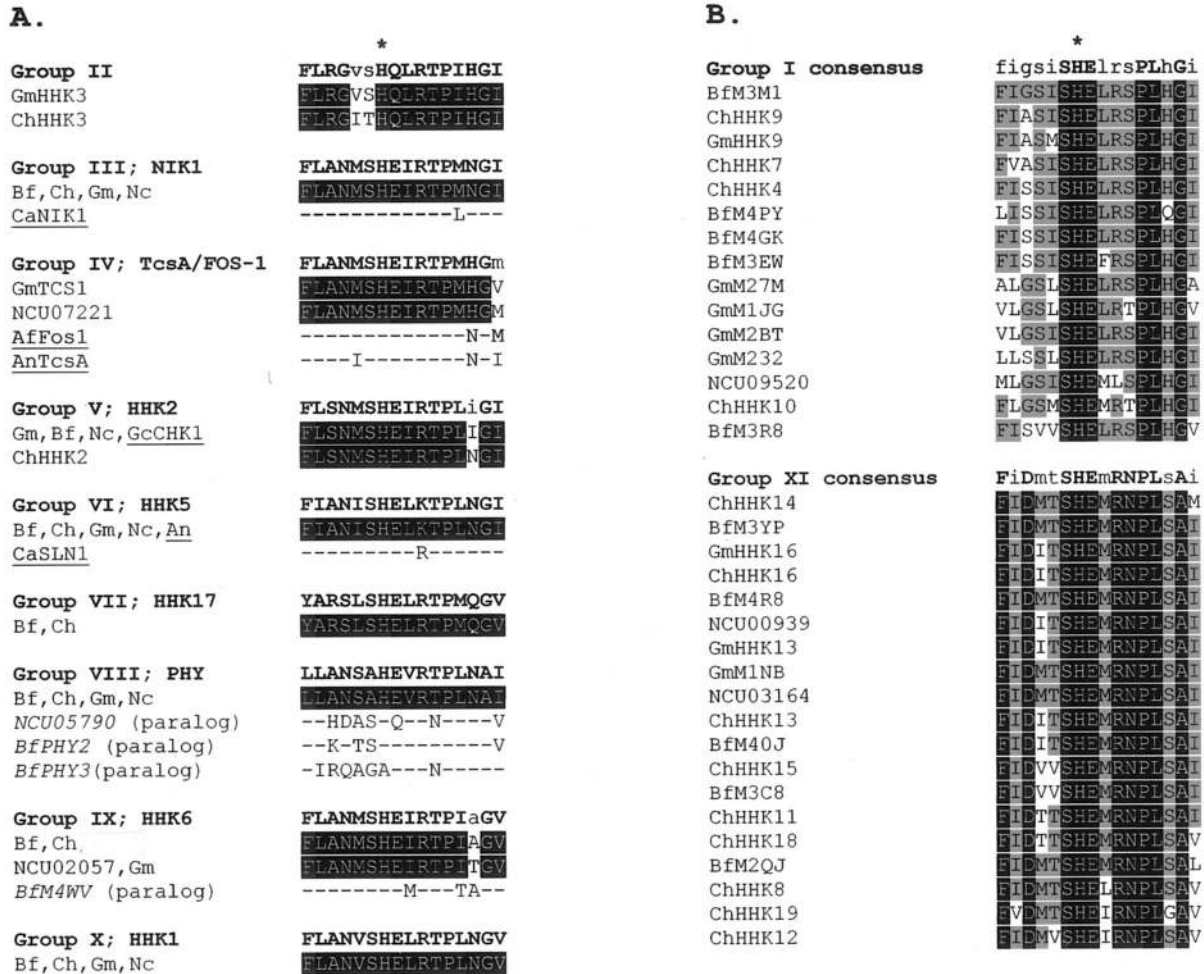 A.
*
Group II FLRGvsHQLRTPIHGI
GmHHK3 FLRGVSHQLRTPIHGI
ChHHK3 FLRGITHQLRTPIHGI
Group III; NIK1 FLANMSHEIRTPMNGI
Bf,Ch,Gm,Nc FLANMSHEIRTPMNGI
CaNIK1 ------------L---
Group IV; TcsA/FOS-1 FLANMSHEIRTPMHGm
GmTCS1 FLANMSHEIRTPMHGV
NCU07221 FLANMSHEIRTPMHGM
AfFos1 -------------N-M
AnTcsA ----I--------N-I
Group V; HHK2 FLSNMSHEIRTPLiGI
Gm,Bf,Nc,GcCHK1 FLSNMSHEIRTPLIGI
ChHHK2 FLSNMSHEIRTPLNGI
Group VI; HHK5 FIANISHELKTPLNGI
Bf,Ch,Gm,Nc,An FIANISHELKTPLNGI
CaSLN1 ---------R------
Group VII; HHK17 YARSLSHELRTPMQGV
Bf,Ch YARSLSHELRTPMQGV
Group VIII; PHY LLANSAHEVRTPLNAI
Bf,Ch,Gm,Nc LLANSAHEVRTPLNAI
NCU05790 (paralog) --HDAS-Q--N----V
BfPHY2 (paralog) --K-TS---------V
BfPHY3(paralog) -IRQAGA---N-----
Group IX; HHK6 FLANMSHEIRTPIaGV
Bf,Ch FLANMSHEIRTPIAGV
NCU02057,Gm FLANMSHEIRTPITGV
BfM4WV (paralog) --------M---TA--
Group X; HHK1 FLANVSHELRTPLNGV
Bf,Ch,Gm,Nc FLANVSHELRTPLNGV
B.
*
Group I consensus figsiSHElrsPLhGi
BfM3M1 FIGSISHELRSPLHGI
ChHHK9 FIASISHELRSPLHGI
GmHHK9 FIASMSHELRSPLHGI
ChHHK7 FVASISHELRSPLHGI
ChHHK4 FISSISHELRSPLHGI
BfM4PY LISSISHELRSPLQGI
BfM4GK FISSISHELRSPLHGI
BfM3EW FISSISHEFRSPLHGI
GmM27M ALGSLSHELRSPLHGA
GmM1JG VLGSLSHELRTPLHGV
GmM2BT VLGSISHELRSPLHGI
GmM232 LLSSLSHELRSPLHGI
NCU09520 MLGSISHEMLSPLHGI
ChHHK10 FLGSMSHEMRTPLHGI
BfM3R8 FISVVSHELRSPLHGV
Group XI consensus FiDmtSHEmRNPLsAi
ChHHK14 FIDMTSHEMRNPLSAM
BfM3YP FIDMTSHEMRNPLSAI
GmHHK16 FIDITSHEMRNPLSAI
ChHHK16 FIDITSHEMRNPLSAI
BfM4R8 FIDMTSHEMRNPLSAI
NCU00939 FIDITSHEMRNPLSAI
GmHHK13 FIDITSHEMRNPLSAI
GmM1NB FIDMTSHEMRNPLSAI
NCU03164 FIDMTSHEMRNPLSAI
ChHHK13 FIDITSHEMRNPLSAI
BfM40J FIDITSHEMRNPLSAI
ChHHK15 FIDVVSHEMRNPLSAI
BfM3C8 FIDVVSHEMRNPLSAI
ChHHK11 FIDTTSHEMRNPLSAI
ChHHK18 FIDTTSHEMRNPLSAV
BfM2QJ FIDMTSHEMRNPLSAL
ChHHK8 FIDMTSHELRNPLSAV
ChHHK19 FVDMTSHEIRNPLGAV
ChHHK12 FIDMVSHEIRNPLSAV